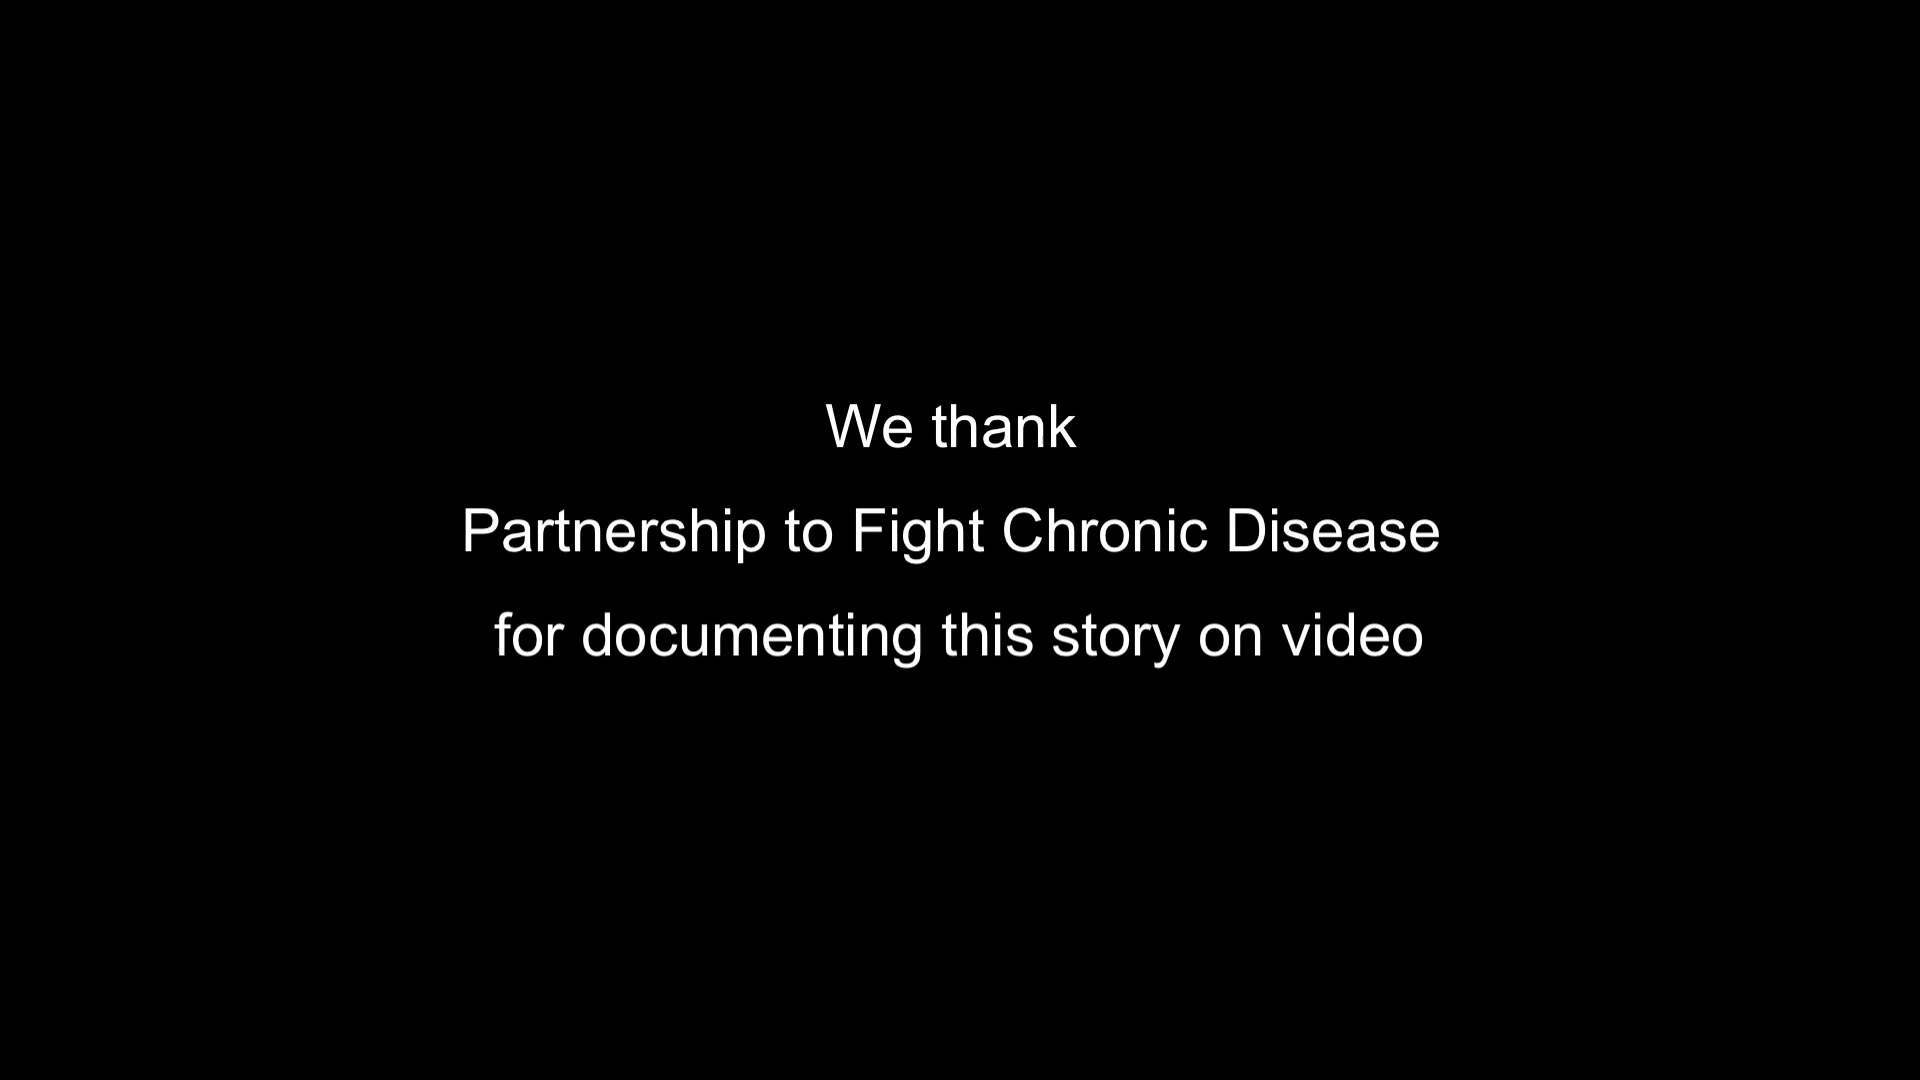 We thank
Partnership to Fight Chronic Disease
for documenting this story on video